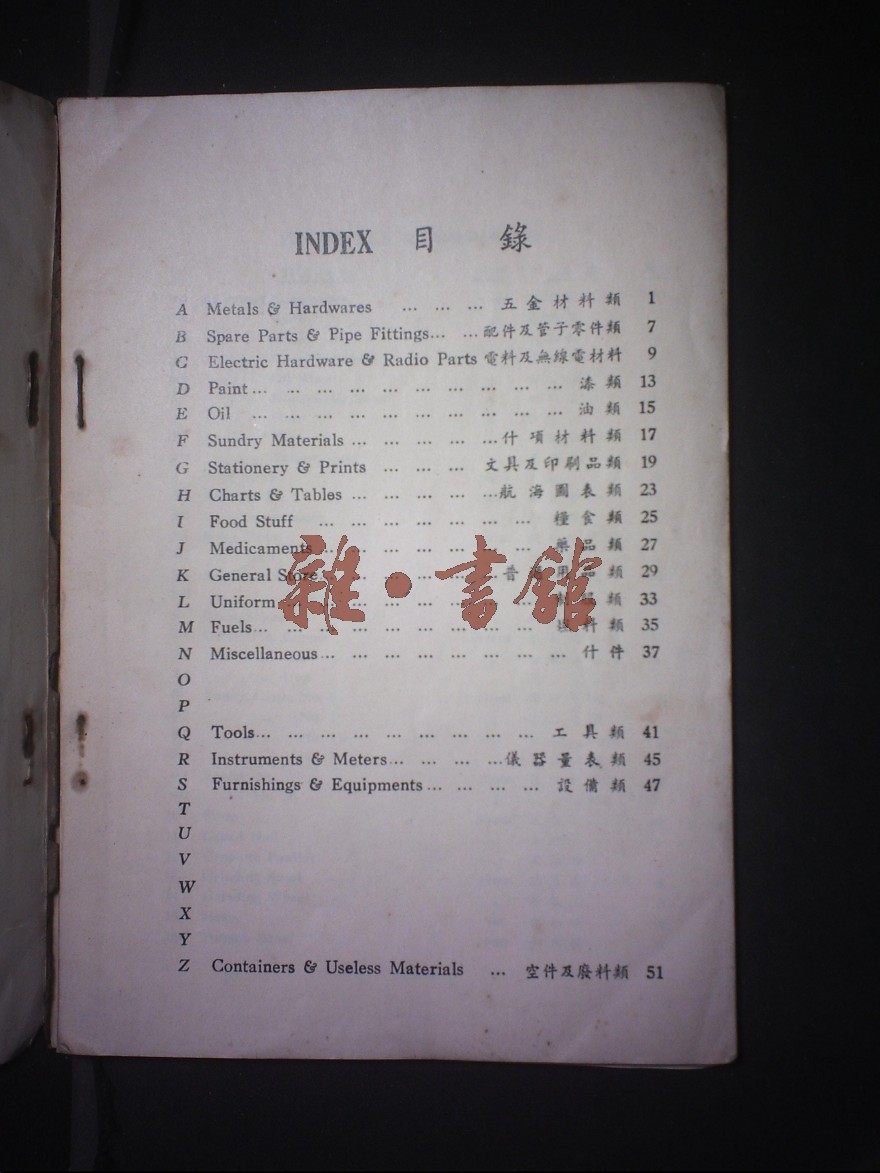 INDEX 目 錄
A Metals & Hardwares ... ... ... 五金材料類 1
B Spare Parts & Pipe Fittings... ... 配件及管子零件類 7
C Electric Hardware & Radio Parts 電料及無線電材料 9
D Paint ... ... ... ... ... ... ... ... ... ... 漆類 13
E Oil ... ... ... ... ... ... ... ... ... ... 油類 15
F Sundry Materials ... ... ... ... ... 什項材料類 17
G Stationery & Prints ... ... ... 文具及印刷品類 19
H Charts & Tables ... ... ... ... ... 航海圖表類 23
I Food Stuff ... ... ... ... ... ... ... 糧食類 25
J Medicaments ... ... ... ... ... ... ... 藥品類 27
K General Store ... ... ... ... ... 品類 29
L Uniform ... ... ... ... ... ... ... ... 類 33
M Fuels... ... ... ... ... ... ... ... ... 料類 35
N Miscellaneous ... ... ... ... ... ... ... ... 什件 37
O
P
Q Tools... ... ... ... ... ... ... ... ... 工具類 41
R Instruments & Meters... ... ... ... 儀器量表類 45
S Furnishings & Equipments ... ... ... ... 設備類 47
T
U
V
W
X
Y
Z Containers & Useless Materials ... 空件及廢料類 51
雜·書館